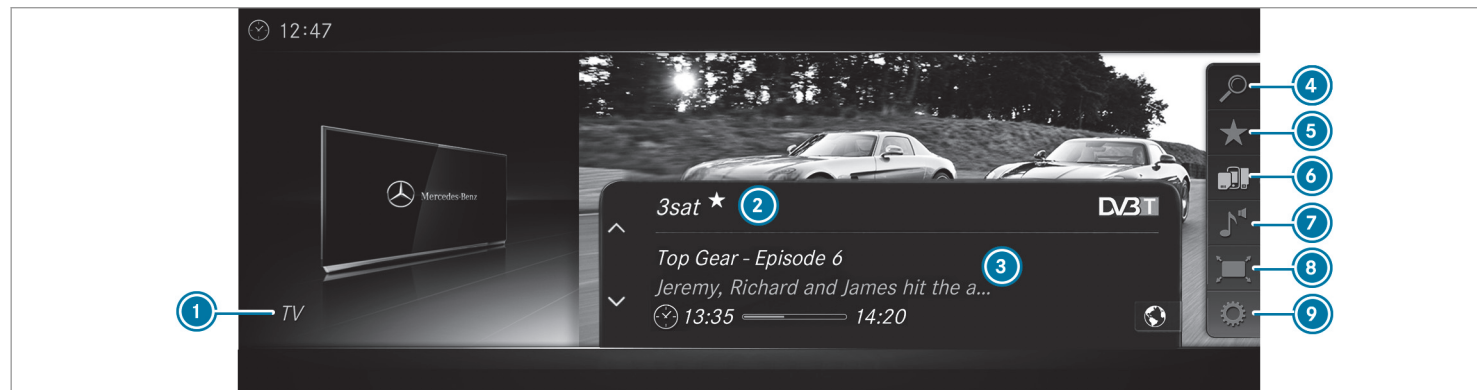 12:47
Mercedes-Benz
TV
1
3sat ★
2
DVB T
Top Gear - Episode 6
3
Jeremy, Richard and James hit the a...
13:35
14:20
4
5
6
7
8
9